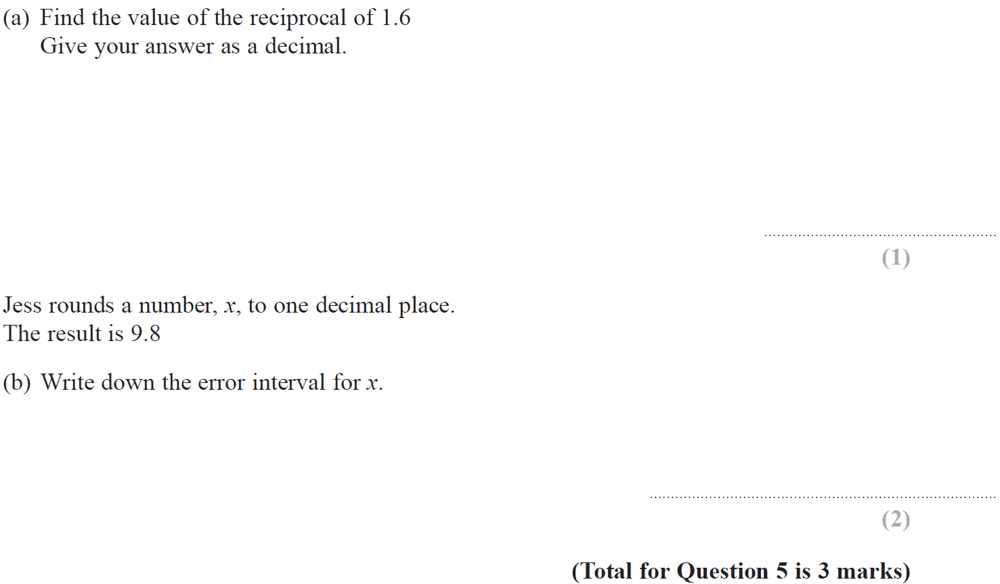 (a) Find the value of the reciprocal of 1.6
Give your answer as a decimal.
(1)
Jess rounds a number, x, to one decimal place.
The result is 9.8
(b) Write down the error interval for x.
(2)
(Total for Question 5 is 3 marks)